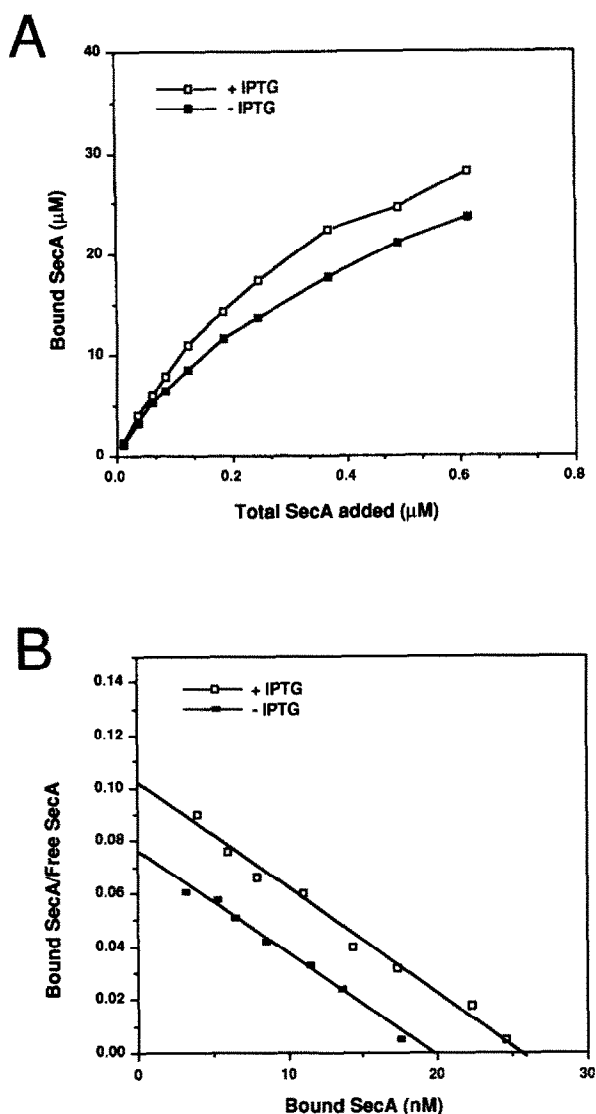 A
40
30
20
10
0
Bound SecA (μM)
+ IPTG
- IPTG
0.0 0.2 0.4 0.6 0.8
Total SecA added (μM)
B
0.14
0.12
0.10
0.08
0.06
0.04
0.02
0.00
Bound SecA/Free SecA
+ IPTG
- IPTG
0 10 20 30
Bound SecA (nM)